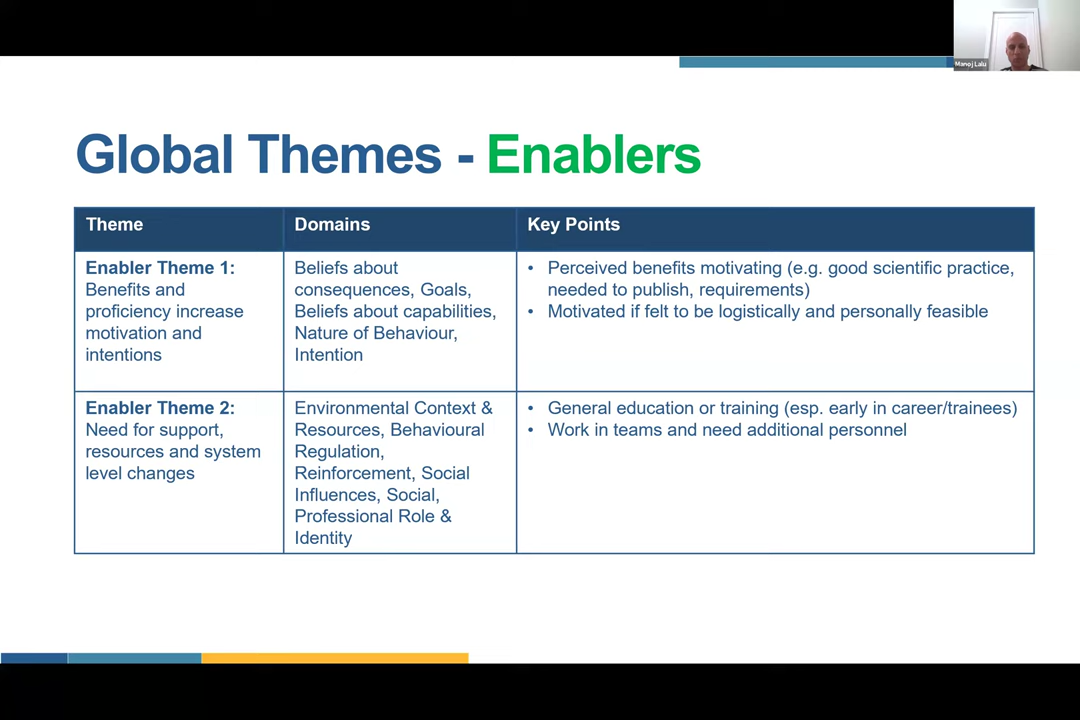 Manoj Lalu
Global Themes - Enablers
Theme
Domains
Key Points
Enabler Theme 1:
Benefits and
proficiency increase
motivation and
intentions
Beliefs about
consequences, Goals,
Beliefs about capabilities,
Nature of Behaviour,
Intention
• Perceived benefits motivating (e.g. good scientific practice,
needed to publish, requirements)
• Motivated if felt to be logistically and personally feasible
Enabler Theme 2:
Need for support,
resources and system
level changes
Environmental Context &
Resources, Behavioural
Regulation,
Reinforcement, Social
Influences, Social,
Professional Role &
Identity
• General education or training (esp. early in career/trainees)
• Work in teams and need additional personnel